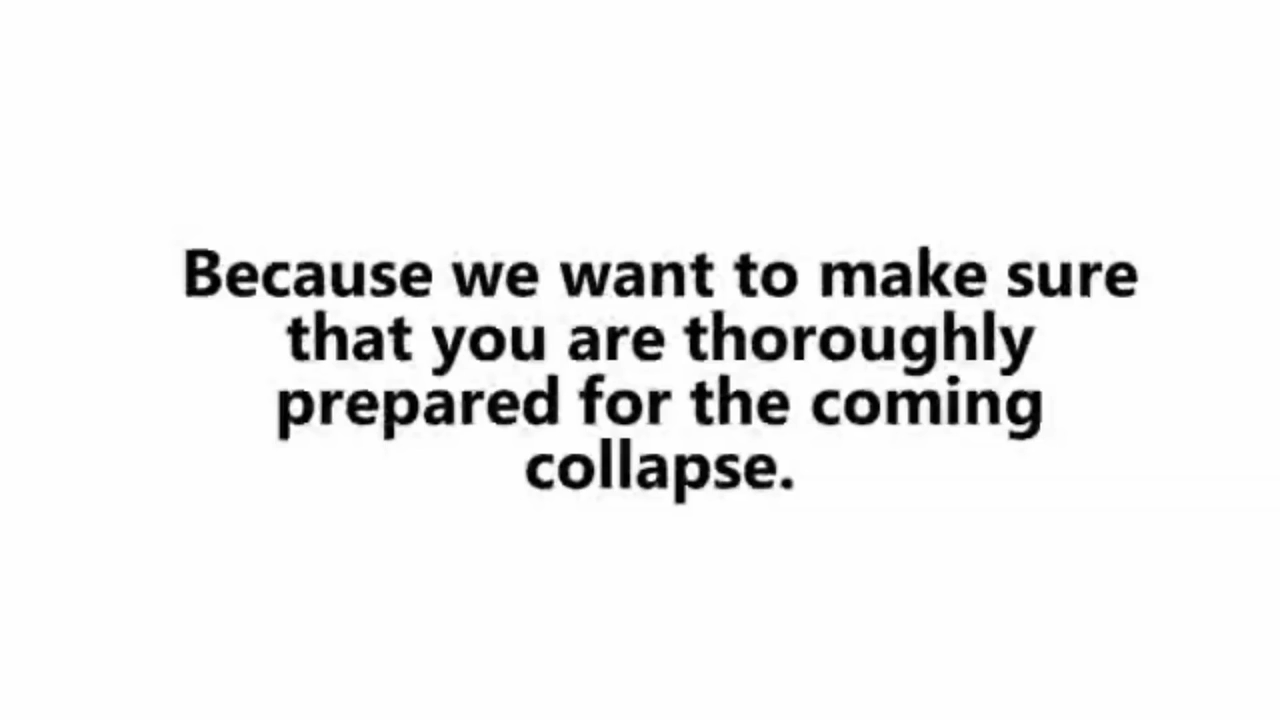 Because we want to make sure
that you are thoroughly
prepared for the coming
collapse.